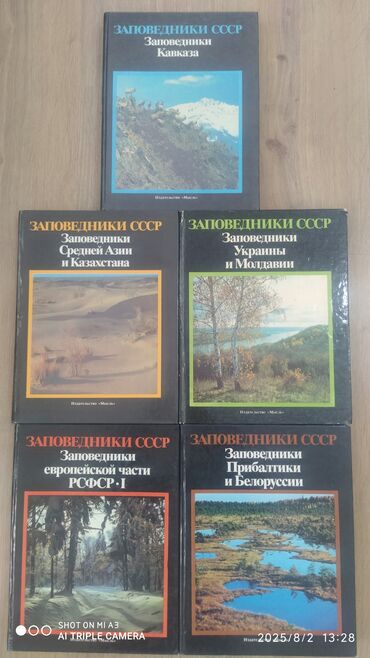 ЗАПОВЕДНИКИ СССР
Заповедники
Кавказа
Издательство «Мысль»
ЗАПОВЕДНИКИ СССР
Заповедники
Средней Азии
и Казахстана
Издательство «Мысль»
ЗАПОВЕДНИКИ СССР
Заповедники
Украины
и Молдавии
Издательство «Мысль»
ЗАПОВЕДНИКИ СССР
Заповедники
европейской части
РСФСР·I
ЗАПОВЕДНИКИ СССР
Заповедники
Прибалтики
и Белоруссии
SHOT ON MI A3
AI TRIPLE CAMERA
2025/8/2 13:28